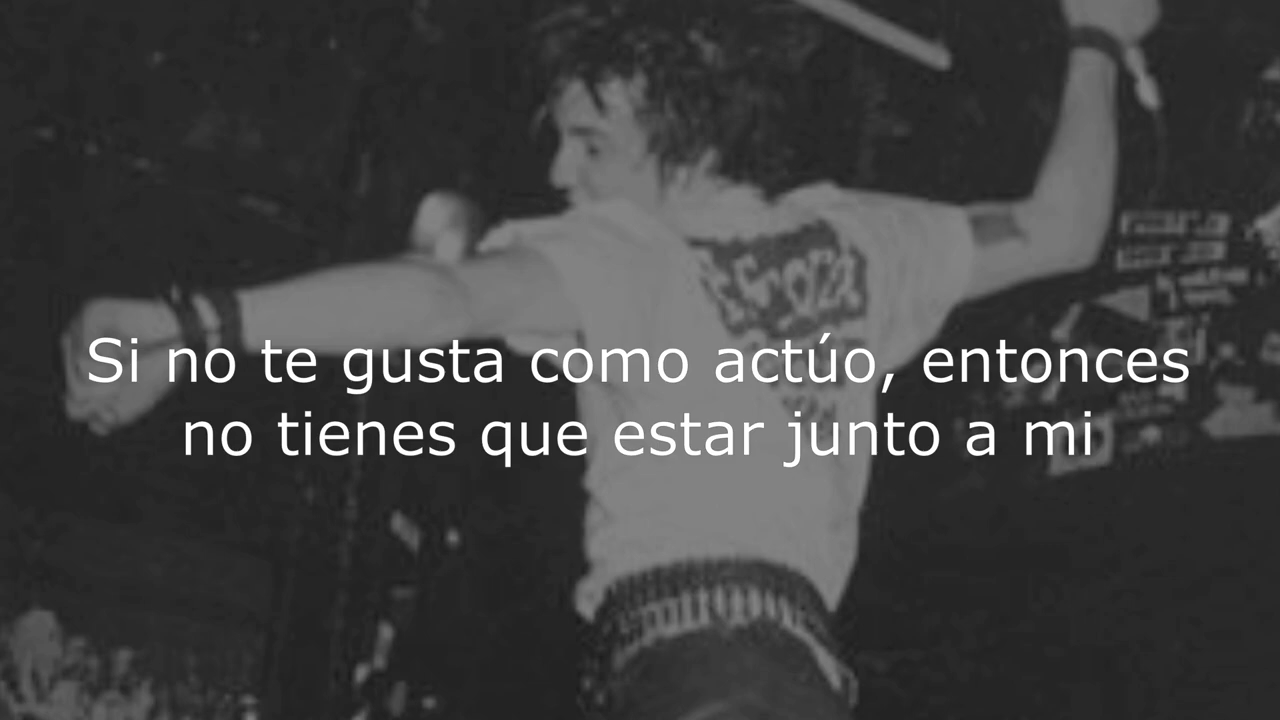 Si no te gusta como actúo, entonces
no tienes que estar junto a mi